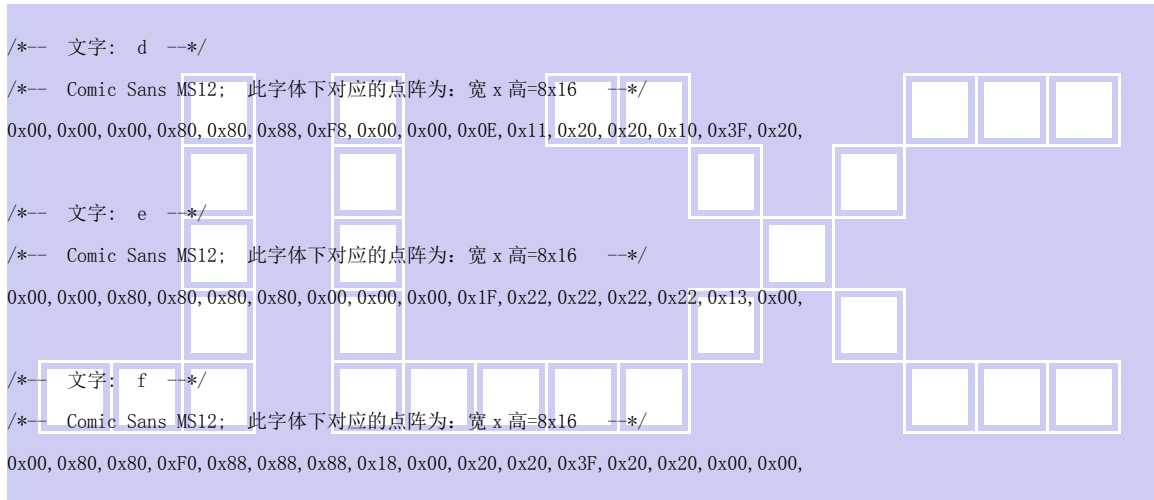 /*--  文字:  d  --*/
/*--  Comic Sans MS12;  此字体下对应的点阵为：宽 x 高=8x16   --*/
0x00,0x00,0x00,0x80,0x80,0x88,0xF8,0x00,0x00,0x0E,0x11,0x20,0x20,0x10,0x3F,0x20,
/*--  文字:  e  --*/
/*--  Comic Sans MS12;  此字体下对应的点阵为：宽 x 高=8x16   --*/
0x00,0x00,0x80,0x80,0x80,0x80,0x00,0x00,0x00,0x1F,0x22,0x22,0x22,0x22,0x13,0x00,
/*--  文字:  f  --*/
/*--  Comic Sans MS12;  此字体下对应的点阵为：宽 x 高=8x16   --*/
0x00,0x80,0x80,0xF0,0x88,0x88,0x88,0x18,0x00,0x20,0x20,0x3F,0x20,0x20,0x00,0x00,